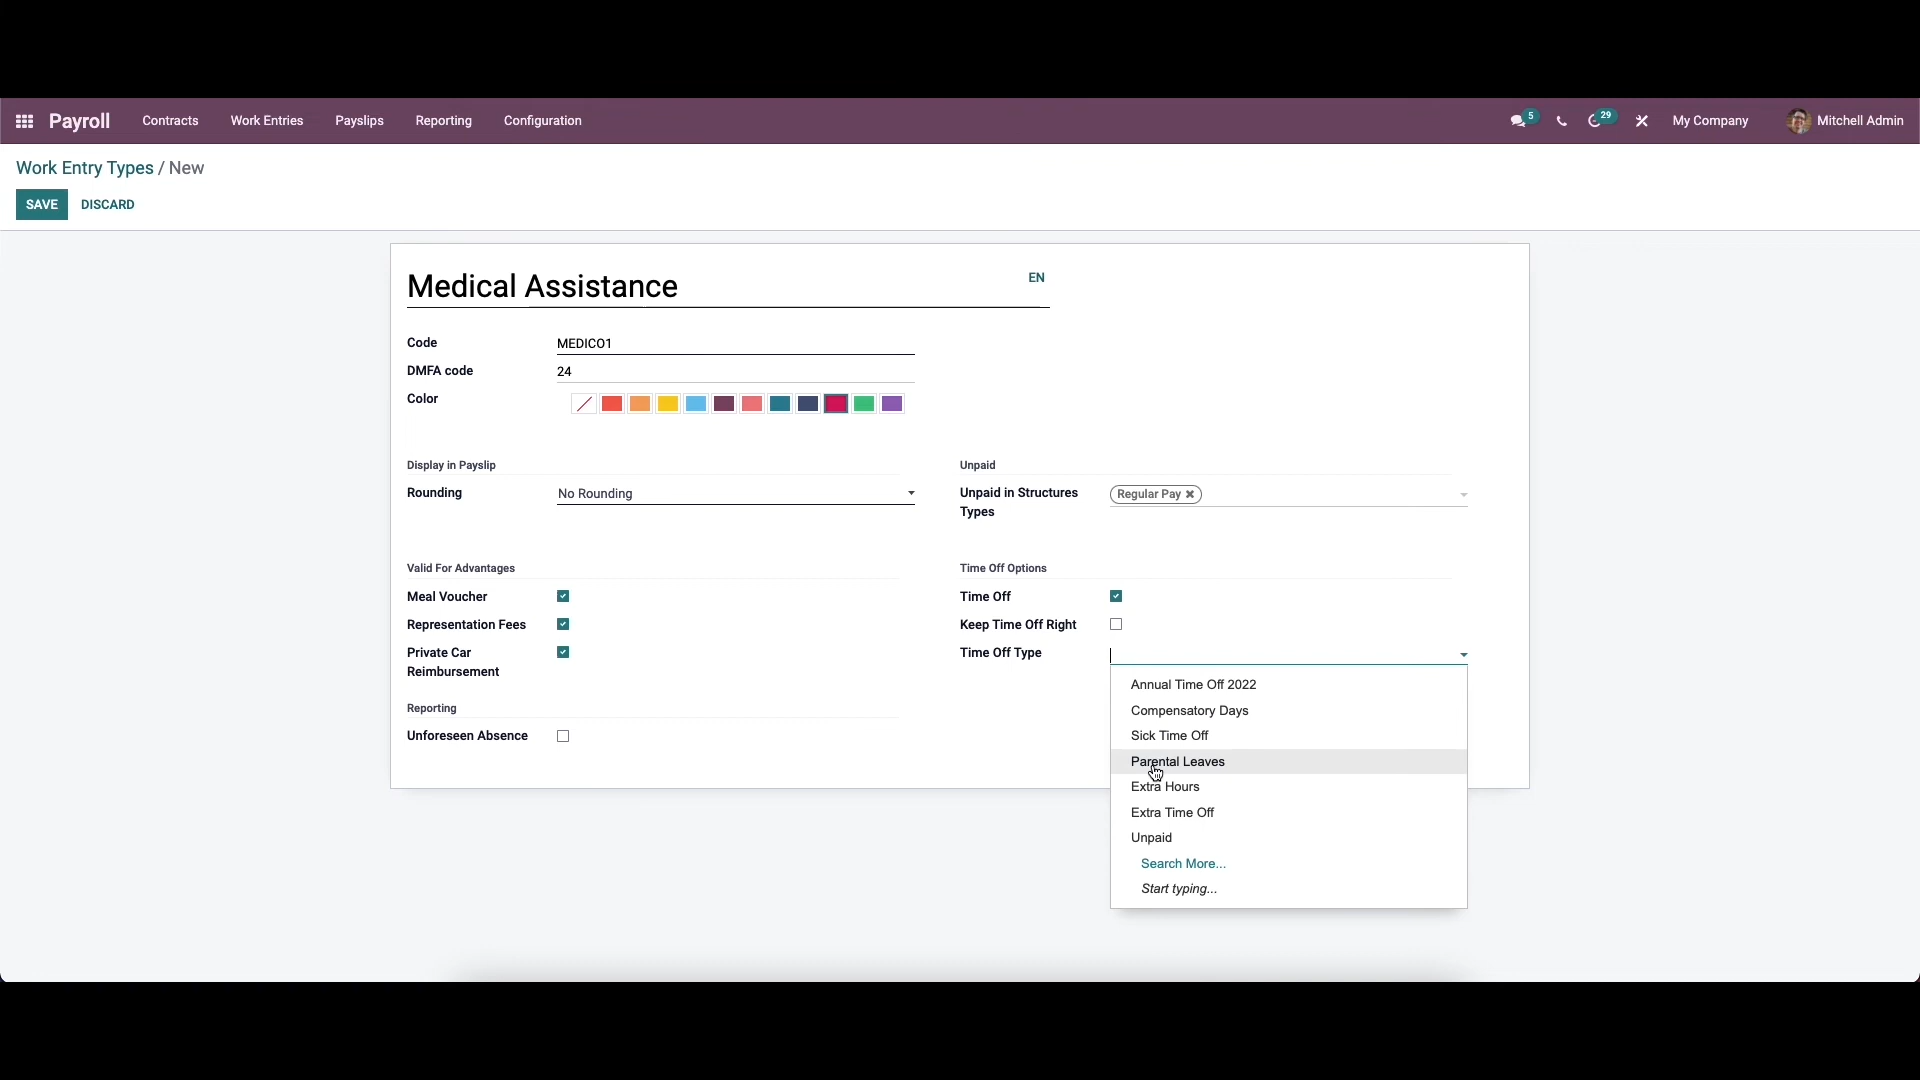 Payroll Contracts Work Entries Payslips Reporting Configuration 5 29 My Company Mitchell Admin
Work Entry Types / New
SAVE DISCARD
Medical Assistance EN
Code MEDICO1
DMFA code 24
Color
Display in Payslip
Rounding No Rounding
Unpaid
Unpaid in Structures Regular Pay ✖
Types
Valid For Advantages
Meal Voucher
Representation Fees
Private Car
Reimbursement
Time Off Options
Time Off
Keep Time Off Right
Time Off Type
Annual Time Off 2022
Compensatory Days
Sick Time Off
Parental Leaves
Extra Hours
Extra Time Off
Unpaid
Search More...
Start typing...
Reporting
Unforeseen Absence